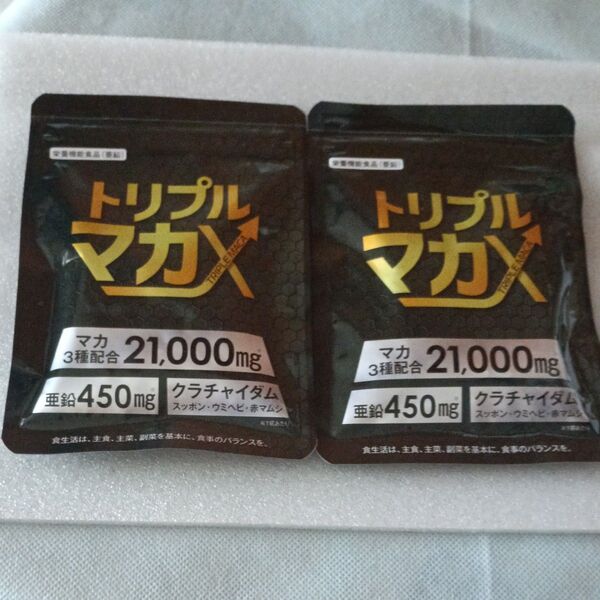 栄養機能食品（亜鉛）
トリプル
マカX
TRIPLE MACA
マカ
3種配合 21,000mg
亜鉛450mg
クラチャイダム
スッポン・ウミヘビ・赤マムシ
食生活は、主食、主菜、副菜を基本に、食事のバランスを。
栄養機能食品（亜鉛
トリプル
マカX
TRIPLE MACA
マカ
3種配合 21,000mg
亜鉛450mg
クラチャイダム
スッポン・ウミヘビ・赤マムシ
食生活は、主食、主菜、副菜を基本に、食事のバランスを。